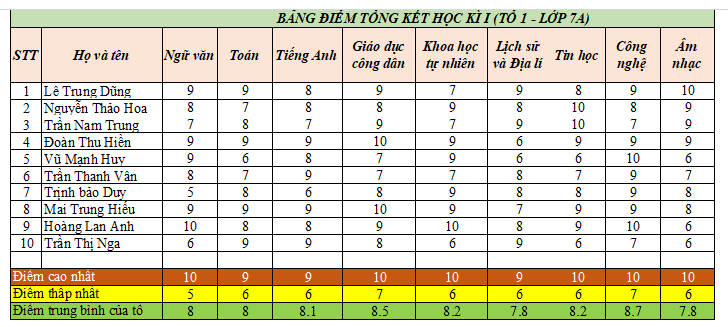 BẢNG ĐIỂM TỔNG KẾT HỌC KÌ I (TỔ 1 - LỚP 7A)
STT Họ và tên Ngữ văn Toán Tiếng Anh Giáo dục công dân Khoa học tự nhiên Lịch sử và Địa lí Tin học Công nghệ Âm nhạc
1 Lê Trung Dũng 9 9 8 9 7 9 8 9 10
2 Nguyễn Thảo Hoa 8 7 8 8 9 8 10 8 9
3 Trần Nam Trung 7 8 7 9 7 9 10 7 9
4 Đoàn Thu Hiền 9 9 9 10 9 6 9 9 9
5 Vũ Mạnh Huy 9 6 8 7 9 6 6 10 6
6 Trần Thanh Vân 8 7 9 7 7 8 7 9 7
7 Trịnh bảo Duy 5 8 6 8 9 8 8 9 8
8 Mai Trung Hiếu 9 9 9 10 9 7 9 9 8
9 Hoàng Lan Anh 10 8 8 9 10 8 9 10 6
10 Trần Thị Nga 6 9 9 8 6 9 6 7 6
Điểm cao nhất 10 9 9 10 10 9 10 10 10
Điểm thấp nhất 5 6 6 7 6 6 6 7 6
Điểm trung bình của tổ 8 8 8.1 8.5 8.2 7.8 8.2 8.7 7.8